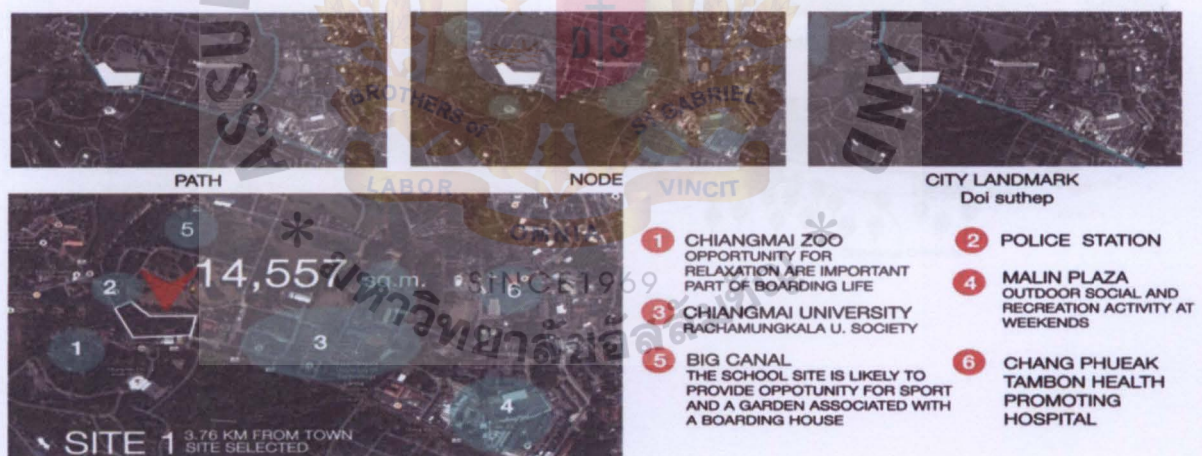 PATH
NODE
CITY LANDMARK
Doi suthep
5
14,557 sq.m.
2
6
1
3
4
SITE 1 3.76 KM FROM TOWN
SITE SELECTED
1 CHIANGMAI ZOO
OPPORTUNITY FOR
RELAXATION ARE IMPORTANT
PART OF BOARDING LIFE
3 CHIANGMAI UNIVERSITY
RACHAMUNGKALA U. SOCIETY
5 BIG CANAL
THE SCHOOL SITE IS LIKELY TO
PROVIDE OPPOTUNITY FOR SPORT
AND A GARDEN ASSOCIATED WITH
A BOARDING HOUSE
2 POLICE STATION
4 MALIN PLAZA
OUTDOOR SOCIAL AND
RECREATION ACTIVITY AT
WEEKENDS
6 CHANG PHUEAK
TAMBON HEALTH
PROMOTING
HOSPITAL
DS
BROTHERS of
ST GABRIEL
LABOR
VINCIT
OMNIA
SINCE 1969